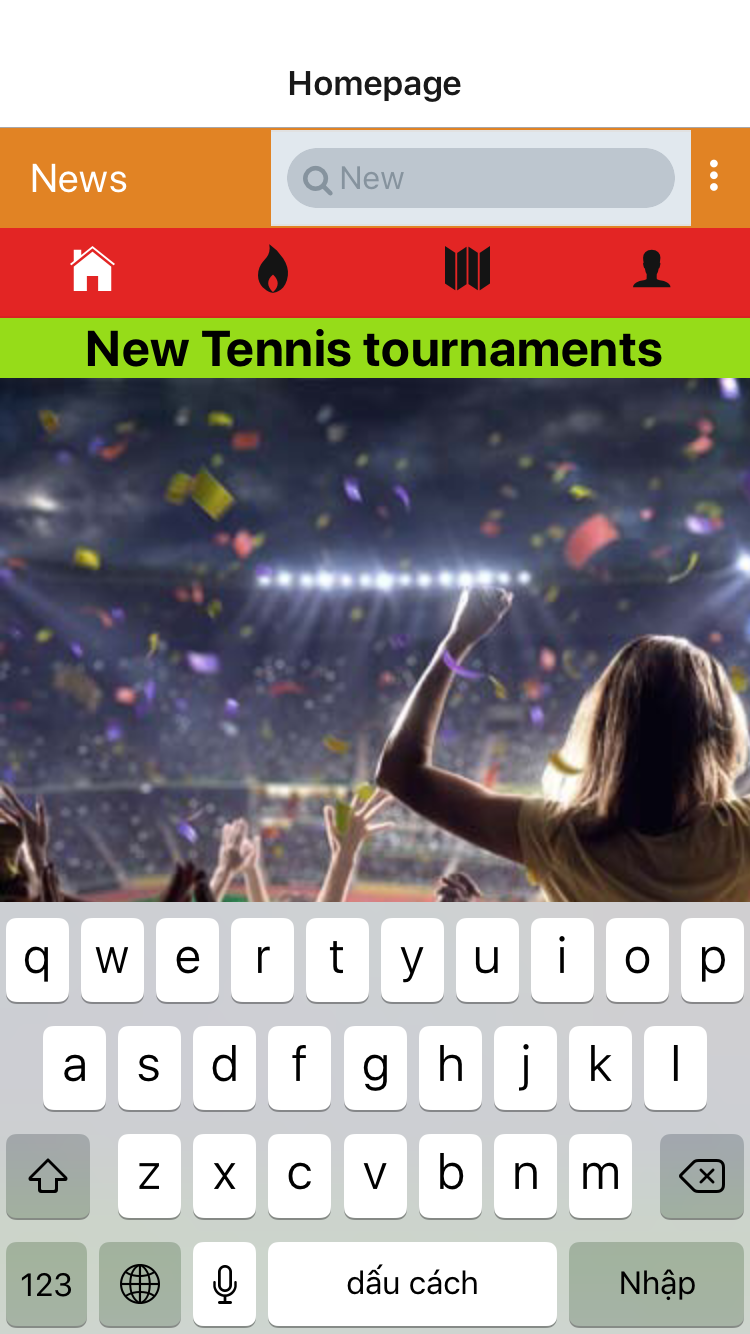 Homepage
News
New
New Tennis tournaments
q w e r t y u i o p
a s d f g h j k l
z x c v b n m
123 dấu cách Nhập